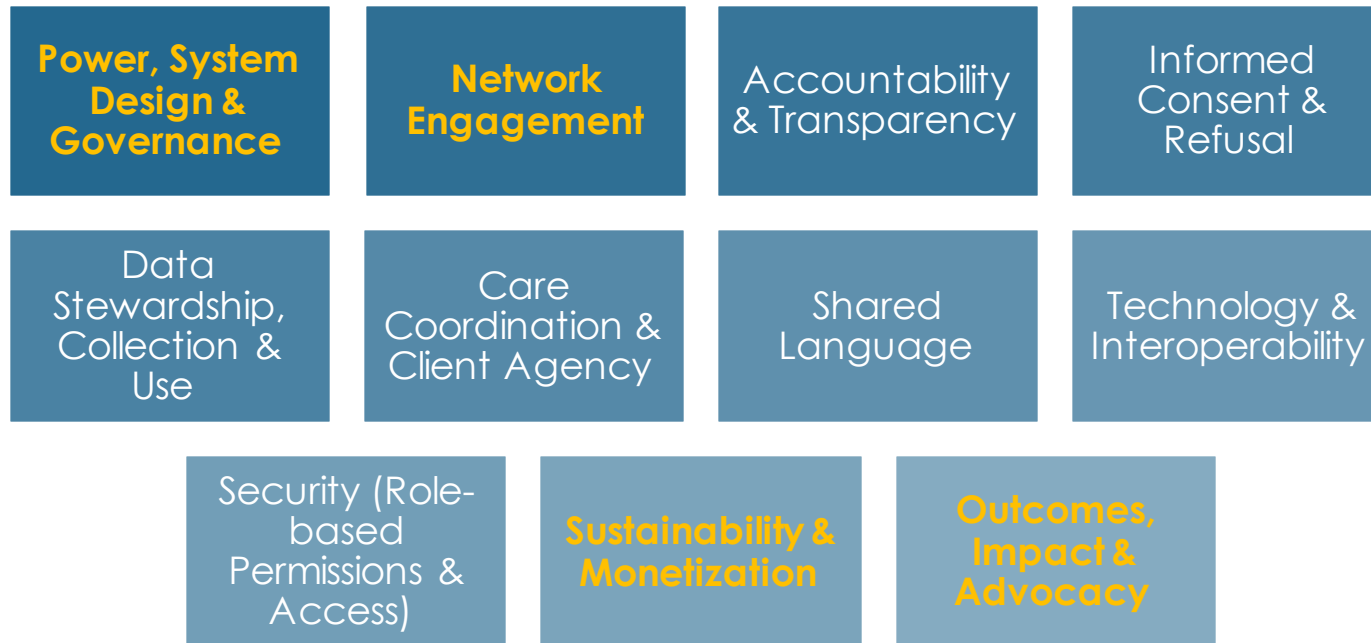 Power, System
Design &
Governance
Network
Engagement
Accountability
& Transparency
Informed
Consent &
Refusal
Data
Stewardship,
Collection &
Use
Care
Coordination &
Client Agency
Shared
Language
Technology &
Interoperability
Security (Role-
based
Permissions &
Access)
Sustainability &
Monetization
Outcomes,
Impact &
Advocacy